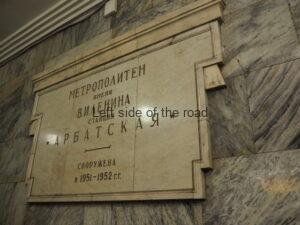 МЕТРОПОЛИТЕН
ИМЕНИ
В.И.ЛЕНИНА
СТАНЦИЯ
АРБАТСКАЯ
СООРУЖЕНА
в 1951-1952 г.г.
Left side of the road